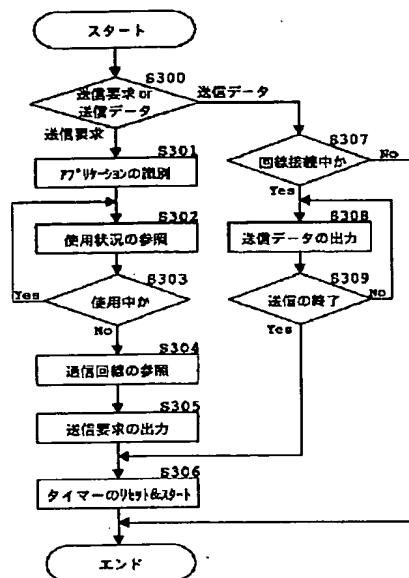 スタート
S300
送信要求 or
送信データ
送信データ
送信要求
S301
アプリケーションの識別
S302
使用状況の参照
S303
使用中か
Yes
No
S304
通信回線の参照
S305
送信要求の出力
S306
タイマーのリセット&スタート
エンド
S307
回線接続中か
No
Yes
S308
送信データの出力
S309
送信の終了
No
Yes